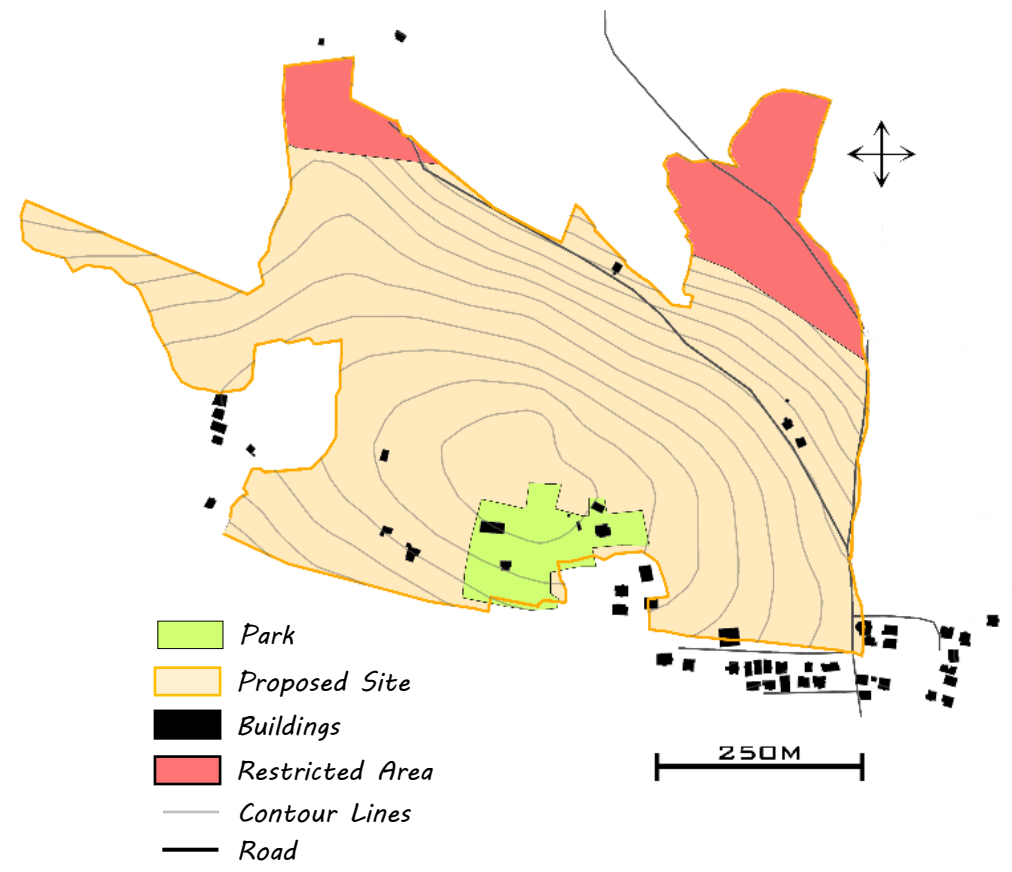 Park
Proposed Site
Buildings
Restricted Area
Contour Lines
Road
250M